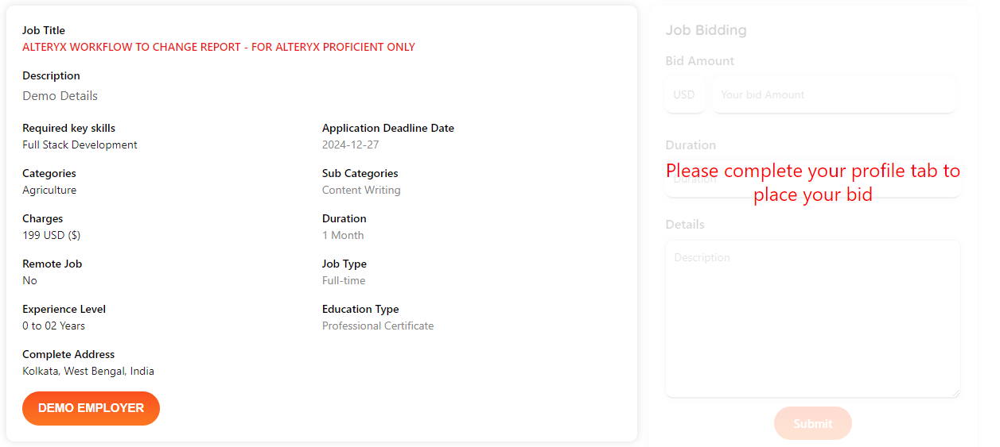 Job Title
ALTERYX WORKFLOW TO CHANGE REPORT - FOR ALTERYX PROFICIENT ONLY
Description
Demo Details
Required key skills
Full Stack Development
Application Deadline Date
2024-12-27
Categories
Agriculture
Sub Categories
Content Writing
Charges
199 USD ($)
Duration
1 Month
Remote Job
No
Job Type
Full-time
Experience Level
0 to 02 Years
Education Type
Professional Certificate
Complete Address
Kolkata, West Bengal, India
DEMO EMPLOYER
Job Bidding
Bid Amount
USD
Your bid Amount
Duration
Please complete your profile tab to
Duration
place your bid
Details
Description
Submit